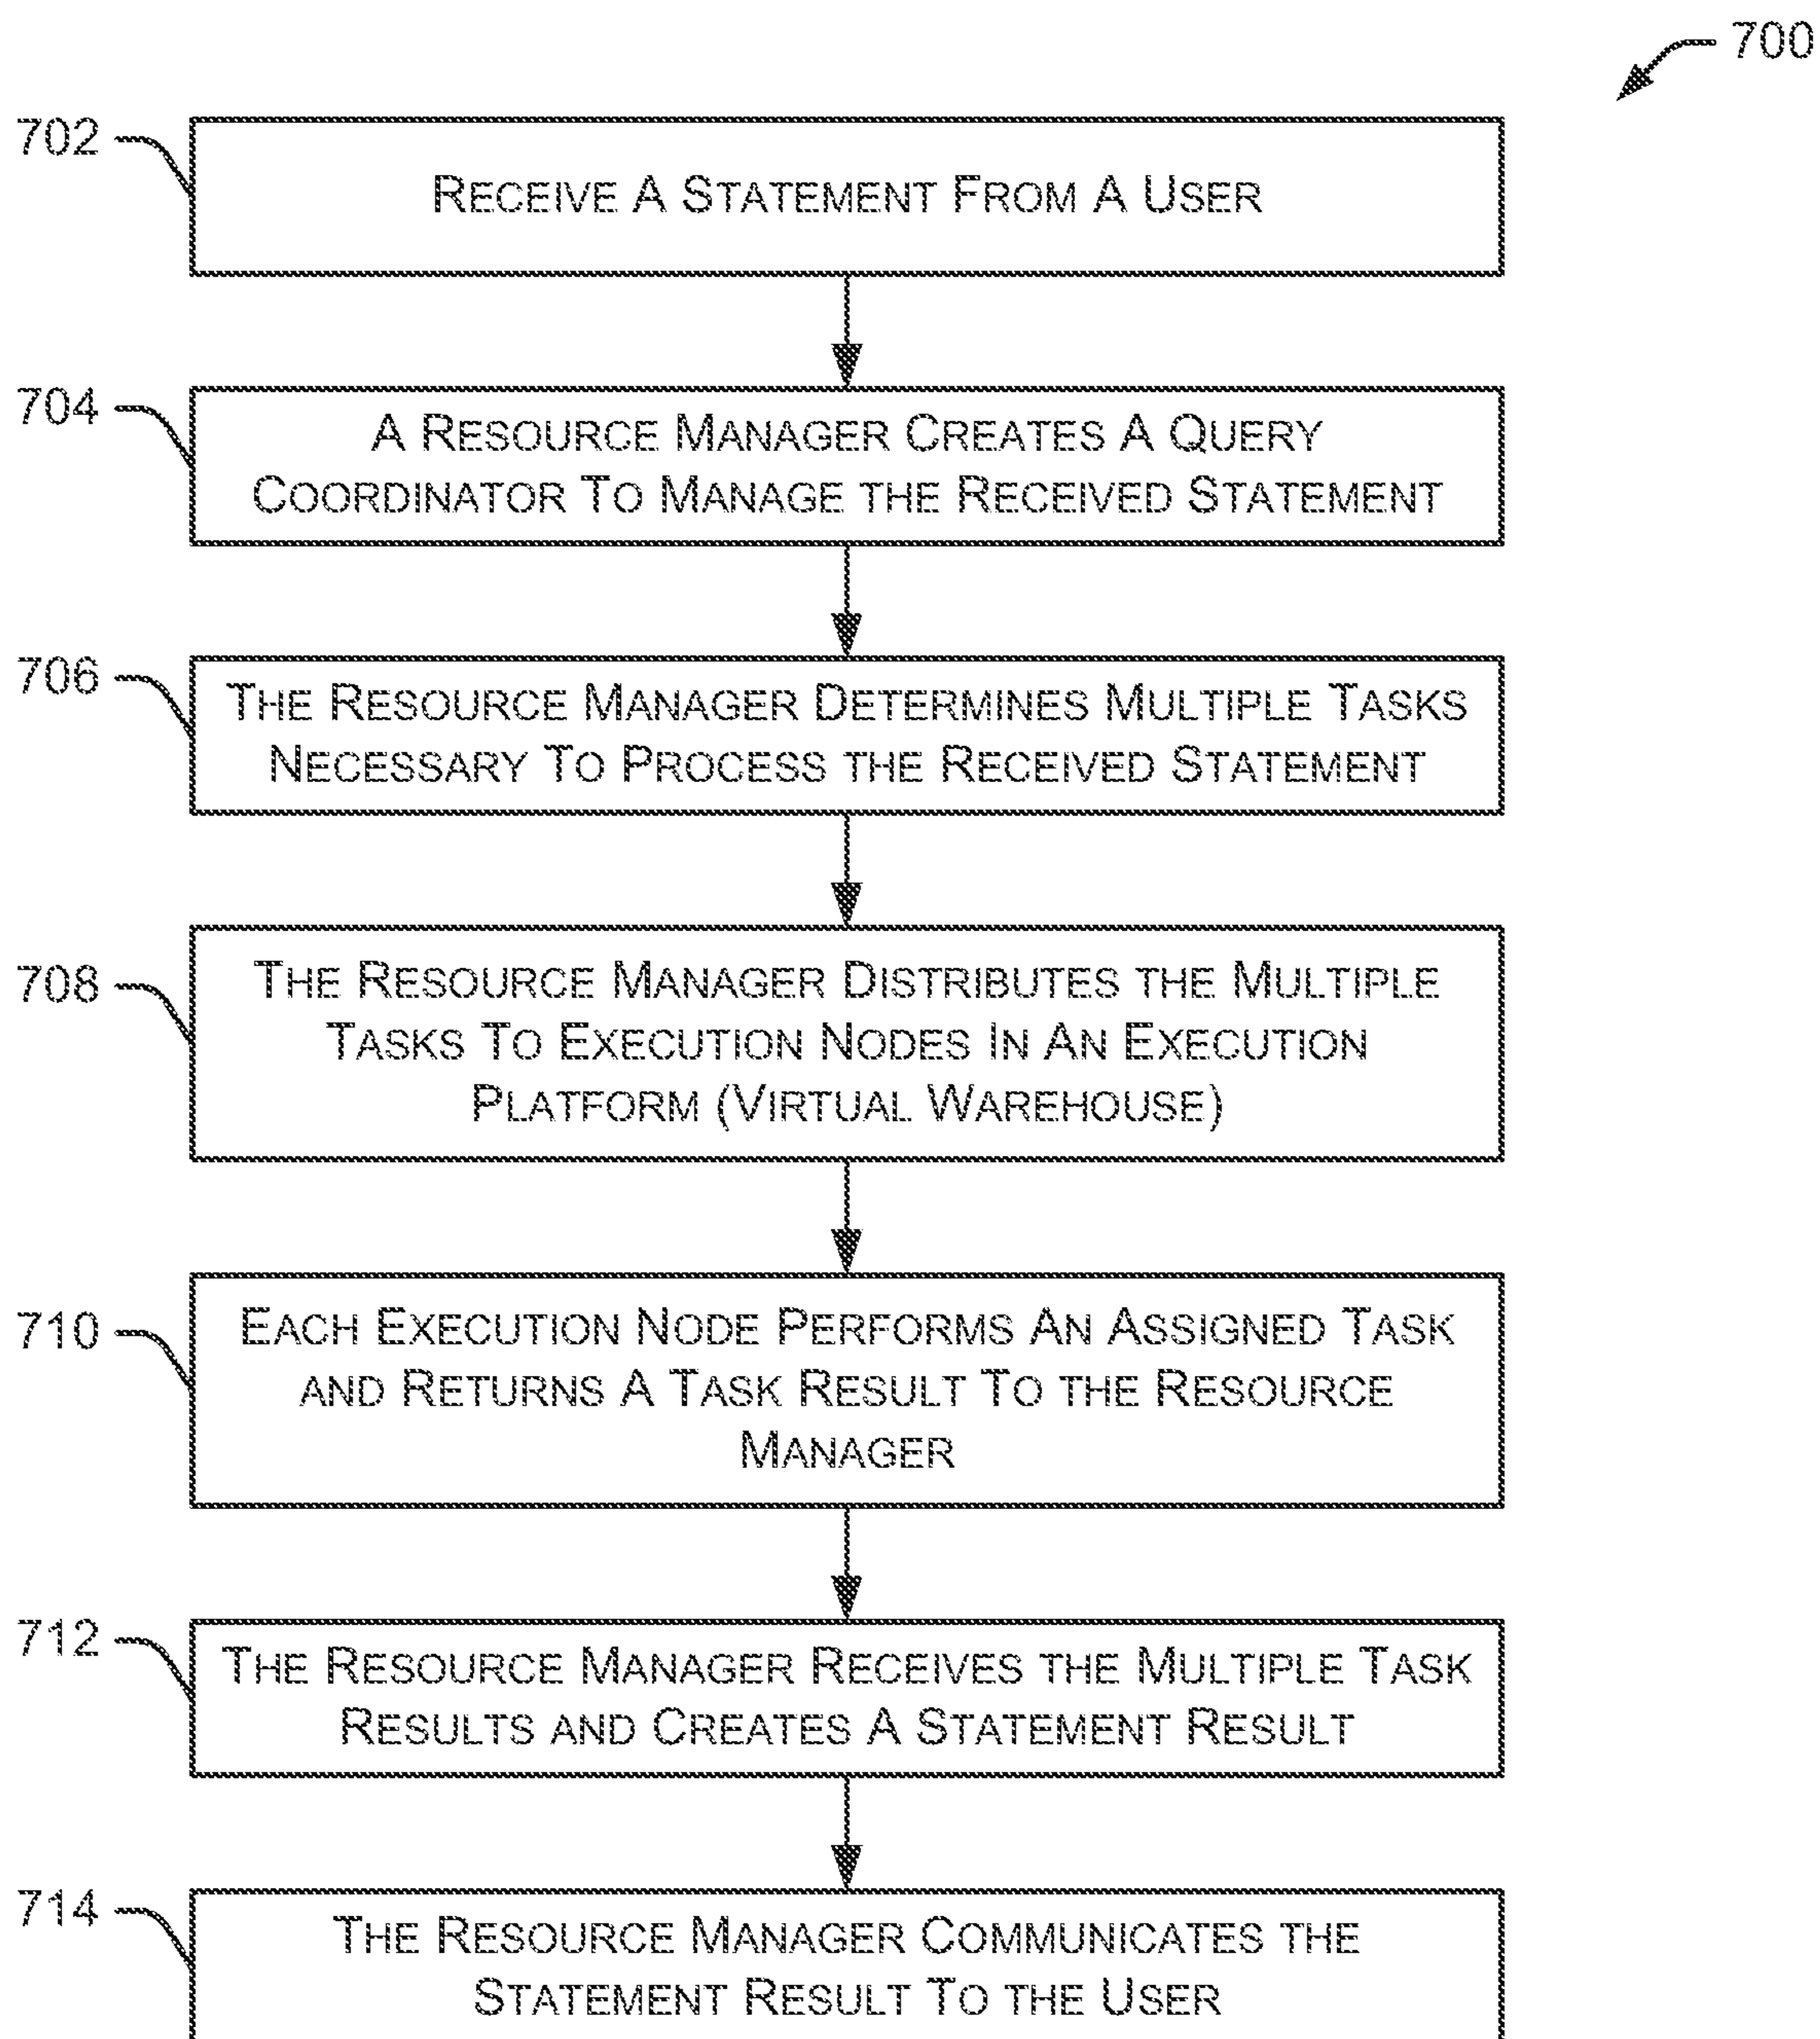 700
702
RECEIVE A STATEMENT FROM A USER
704
A RESOURCE MANAGER CREATES A QUERY
COORDINATOR TO MANAGE THE RECEIVED STATEMENT
706
THE RESOURCE MANAGER DETERMINES MULTIPLE TASKS
NECESSARY TO PROCESS THE RECEIVED STATEMENT
708
THE RESOURCE MANAGER DISTRIBUTES THE MULTIPLE
TASKS TO EXECUTION NODES IN AN EXECUTION
PLATFORM (VIRTUAL WAREHOUSE)
710
EACH EXECUTION NODE PERFORMS AN ASSIGNED TASK
AND RETURNS A TASK RESULT TO THE RESOURCE
MANAGER
712
THE RESOURCE MANAGER RECEIVES THE MULTIPLE TASK
RESULTS AND CREATES A STATEMENT RESULT
714
THE RESOURCE MANAGER COMMUNICATES THE
STATEMENT RESULT TO THE USER